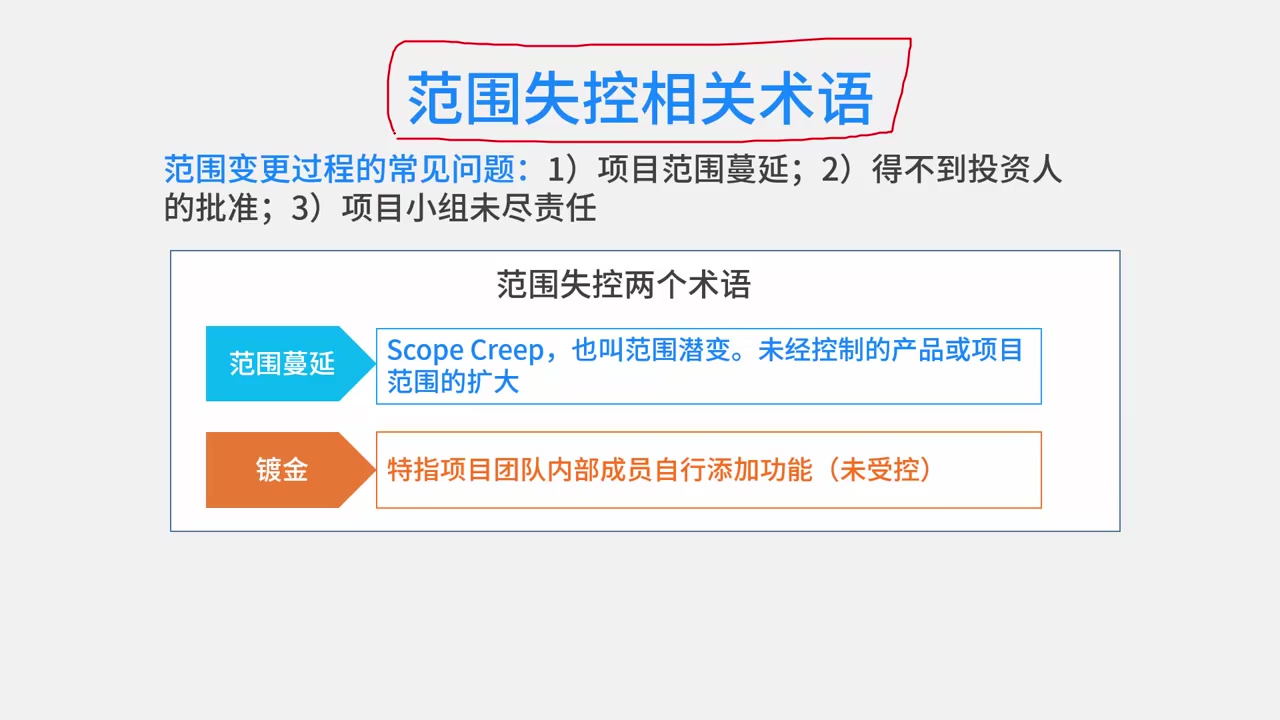 范围失控相关术语
范围变更过程的常见问题：1）项目范围蔓延；2）得不到投资人
的批准；3）项目小组未尽责任
范围失控两个术语
范围蔓延
Scope Creep，也叫范围潜变。未经控制的产品或项目
范围的扩大
镀金
特指项目团队内部成员自行添加功能（未受控）